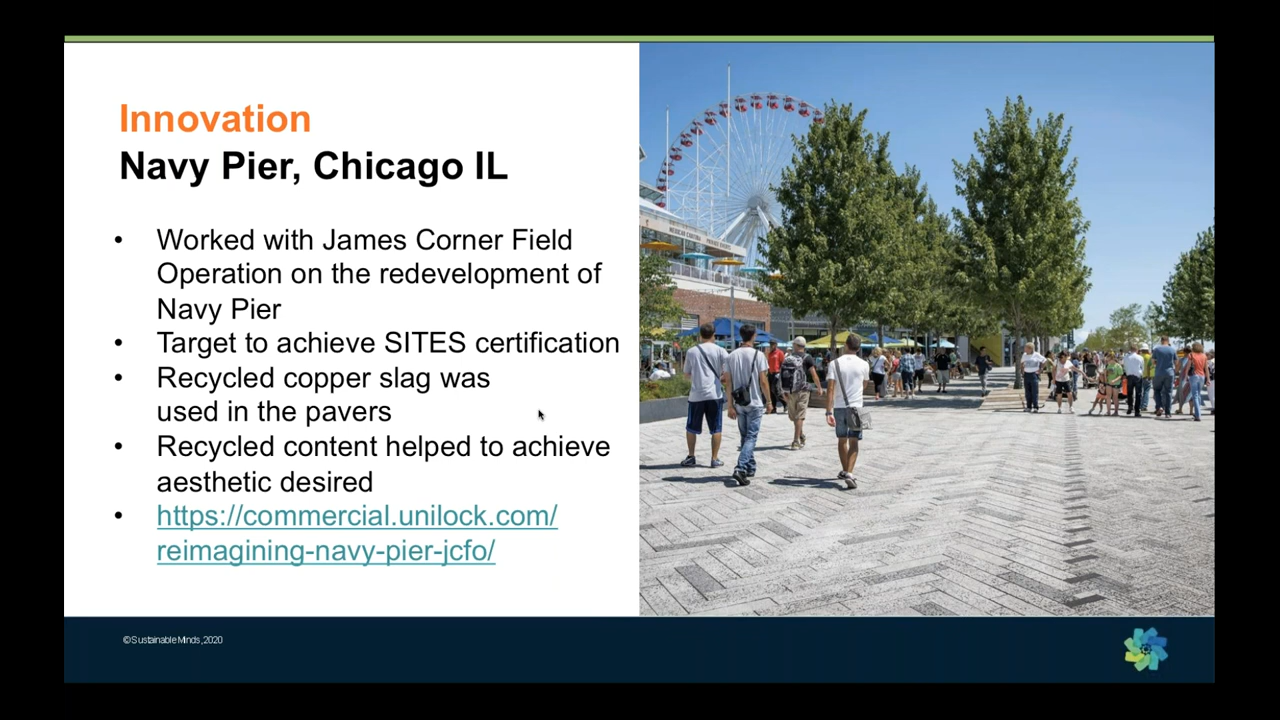 Innovation
Navy Pier, Chicago IL
• Worked with James Corner Field
Operation on the redevelopment of
Navy Pier
• Target to achieve SITES certification
• Recycled copper slag was
used in the pavers
• Recycled content helped to achieve
aesthetic desired
• https://commercial.unilock.com/
reimagining-navy-pier-jcfo/
©Sustainable Minds, 2020